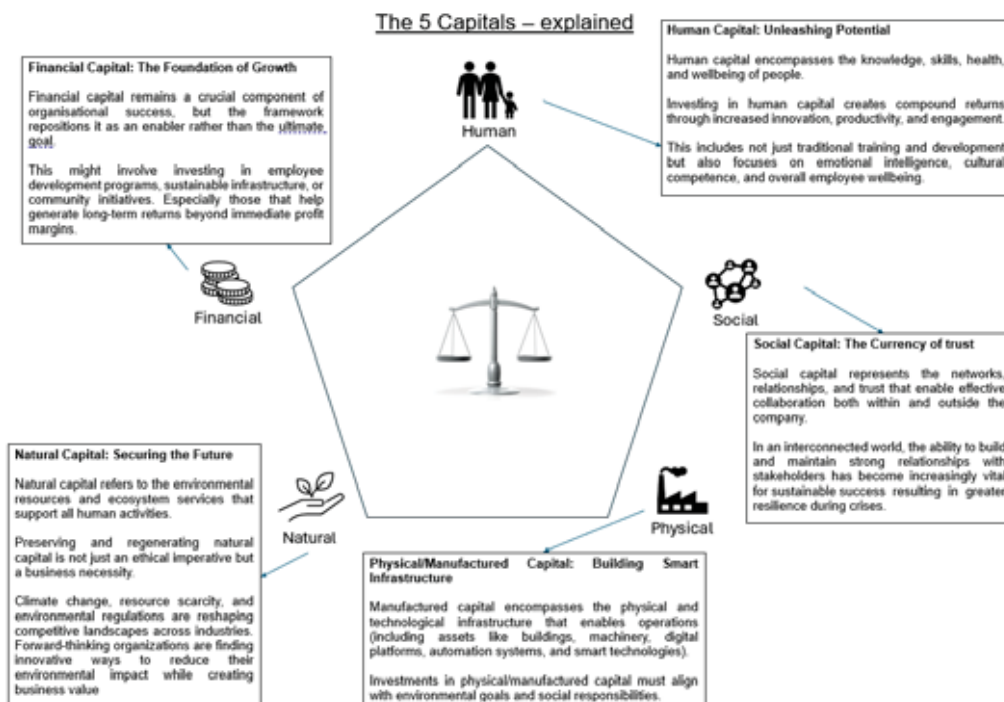 The 5 Capitals – explained
Financial Capital: The Foundation of Growth
Financial capital remains a crucial component of
organisational success, but the framework
repositions it as an enabler rather than the ultimate
goal.
This might involve investing in employee
development programs, sustainable infrastructure, or
community initiatives. Especially those that help
generate long-term returns beyond immediate profit
margins.
Human
Human Capital: Unleashing Potential
Human capital encompasses the knowledge, skills, health,
and wellbeing of people.
Investing in human capital creates compound returns
through increased innovation, productivity, and engagement.
This includes not just traditional training and development
but also focuses on emotional intelligence, cultural
competence, and overall employee wellbeing.
Financial
Social
Social Capital: The Currency of trust
Social capital represents the networks,
relationships, and trust that enable effective
collaboration both within and outside the
company.
In an interconnected world, the ability to build
and maintain strong relationships with
stakeholders has become increasingly vital
for sustainable success resulting in greater
resilience during crises.
Natural Capital: Securing the Future
Natural capital refers to the environmental
resources and ecosystem services that
support all human activities.
Preserving and regenerating natural
capital is not just an ethical imperative but
a business necessity.
Climate change, resource scarcity, and
environmental regulations are reshaping
competitive landscapes across industries.
Forward-thinking organizations are finding
innovative ways to reduce their
environmental impact while creating
business value
Natural
Physical
Physical/Manufactured Capital: Building Smart
Infrastructure
Manufactured capital encompasses the physical and
technological infrastructure that enables operations
(including assets like buildings, machinery, digital
platforms, automation systems, and smart technologies).
Investments in physical/manufactured capital must align
with environmental goals and social responsibilities.